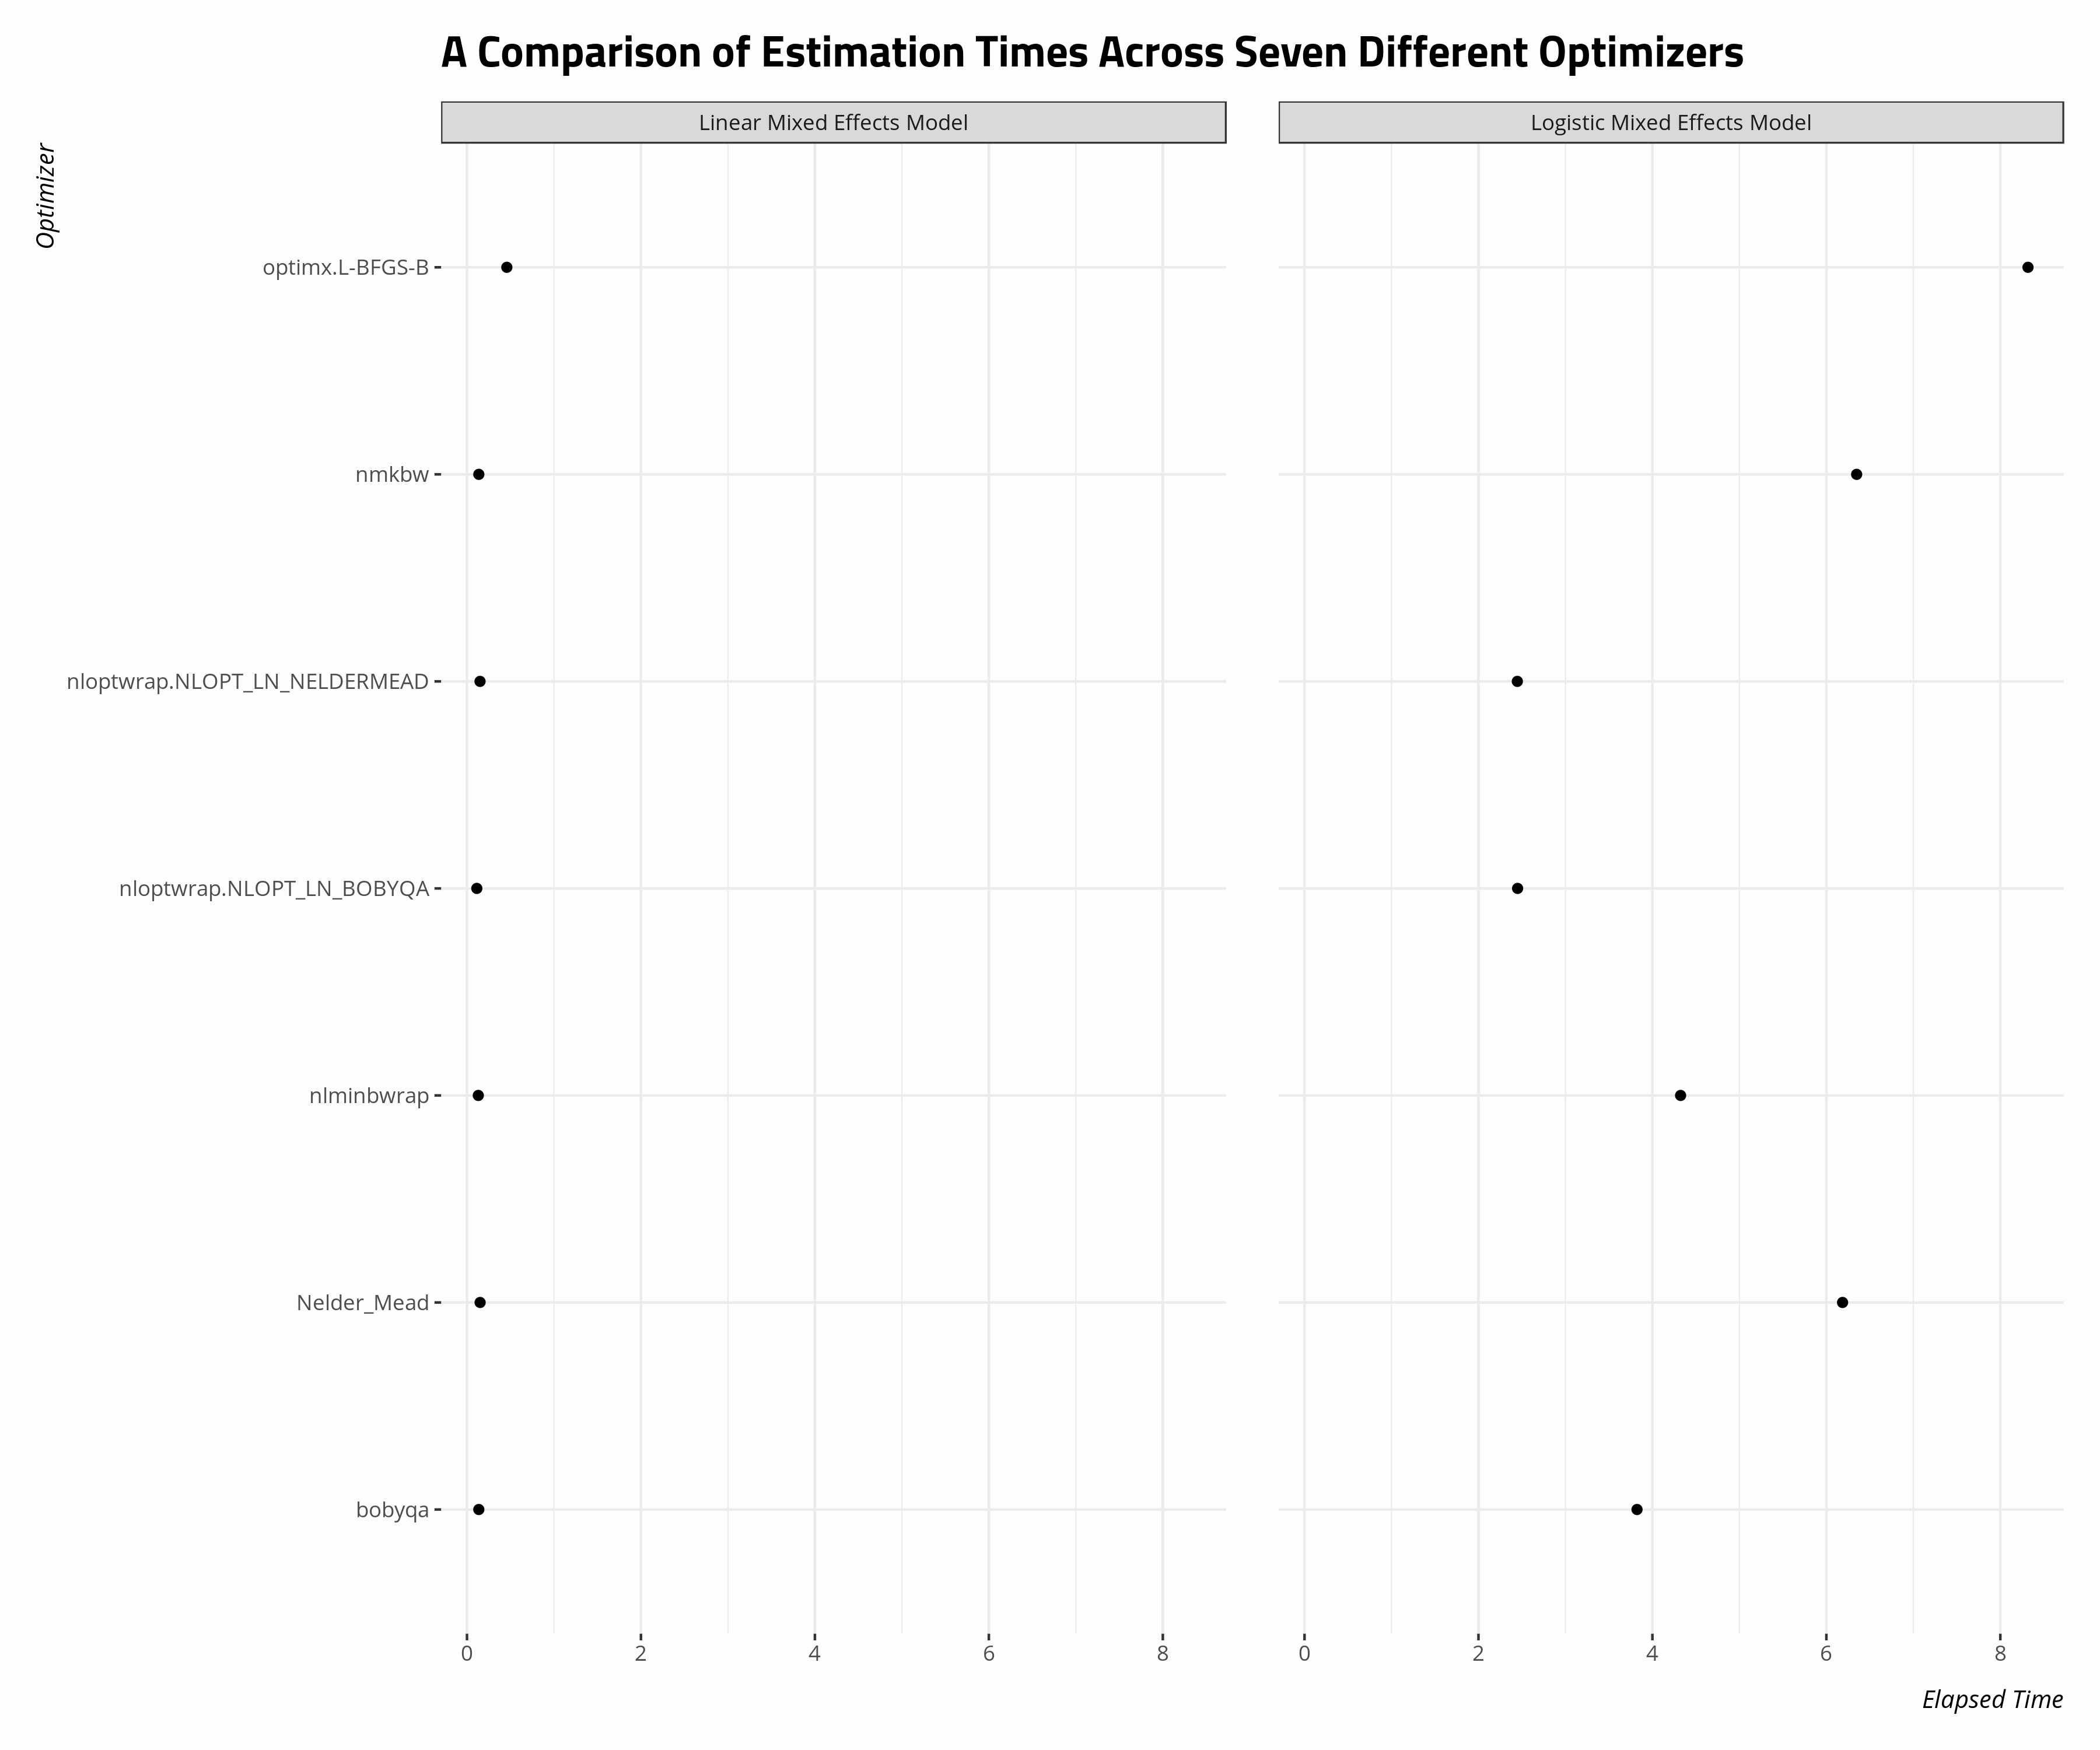 A Comparison of Estimation Times Across Seven Different Optimizers
Linear Mixed Effects Model
Logistic Mixed Effects Model
Optimizer
optimx.L-BFGS-B
nmkbw
nloptwrap.NLOPT_LN_NELDERMEAD
nloptwrap.NLOPT_LN_BOBYQA
nlminbwrap
Nelder_Mead
bobyqa
0 2 4 6 8
0 2 4 6 8
Elapsed Time